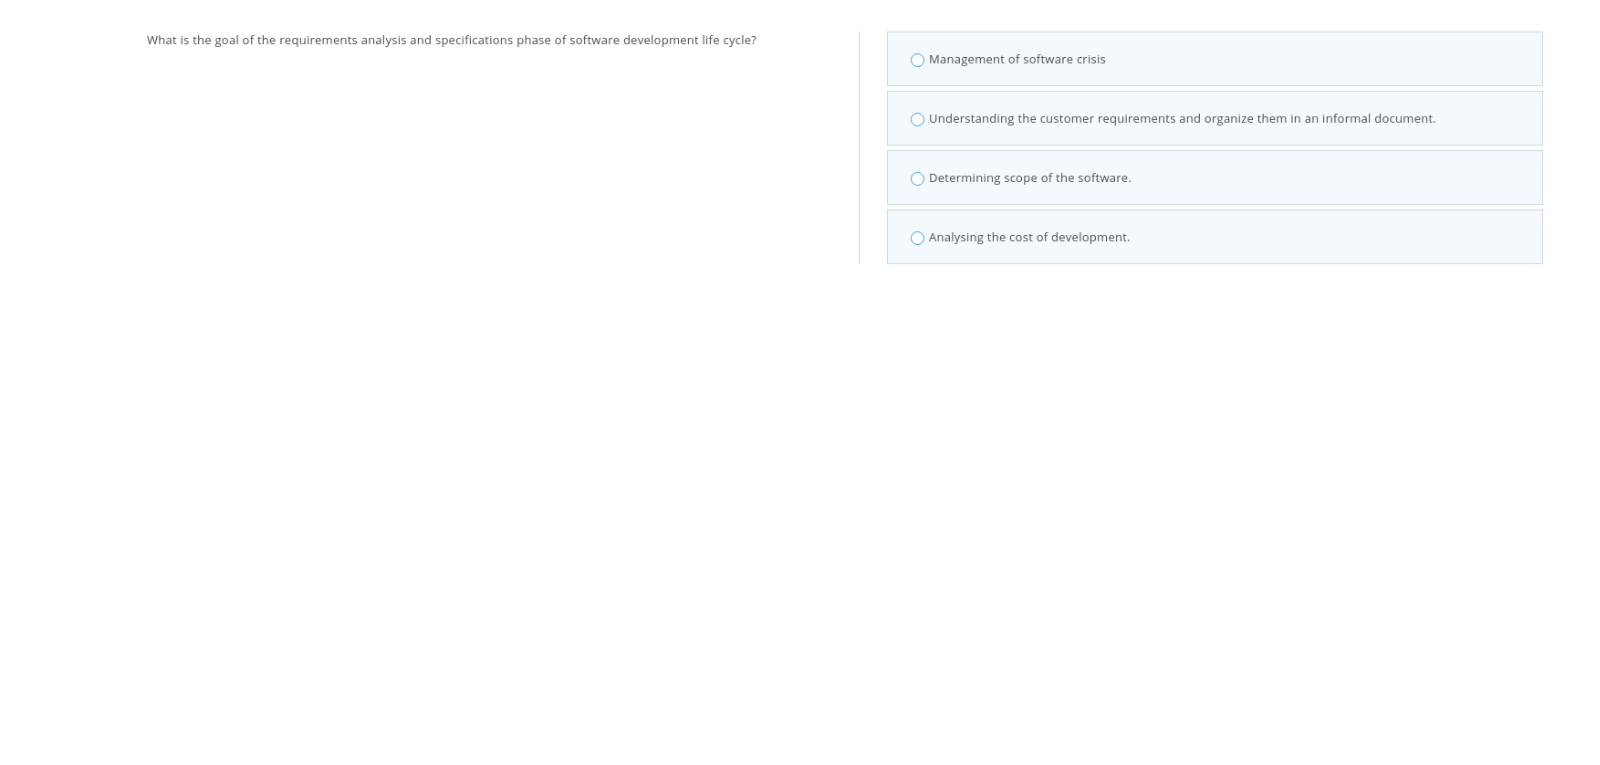 What is the goal of the requirements analysis and specifications phase of software development life cycle?
Management of software crisis
Understanding the customer requirements and organize them in an informal document.
Determining scope of the software.
Analysing the cost of development.